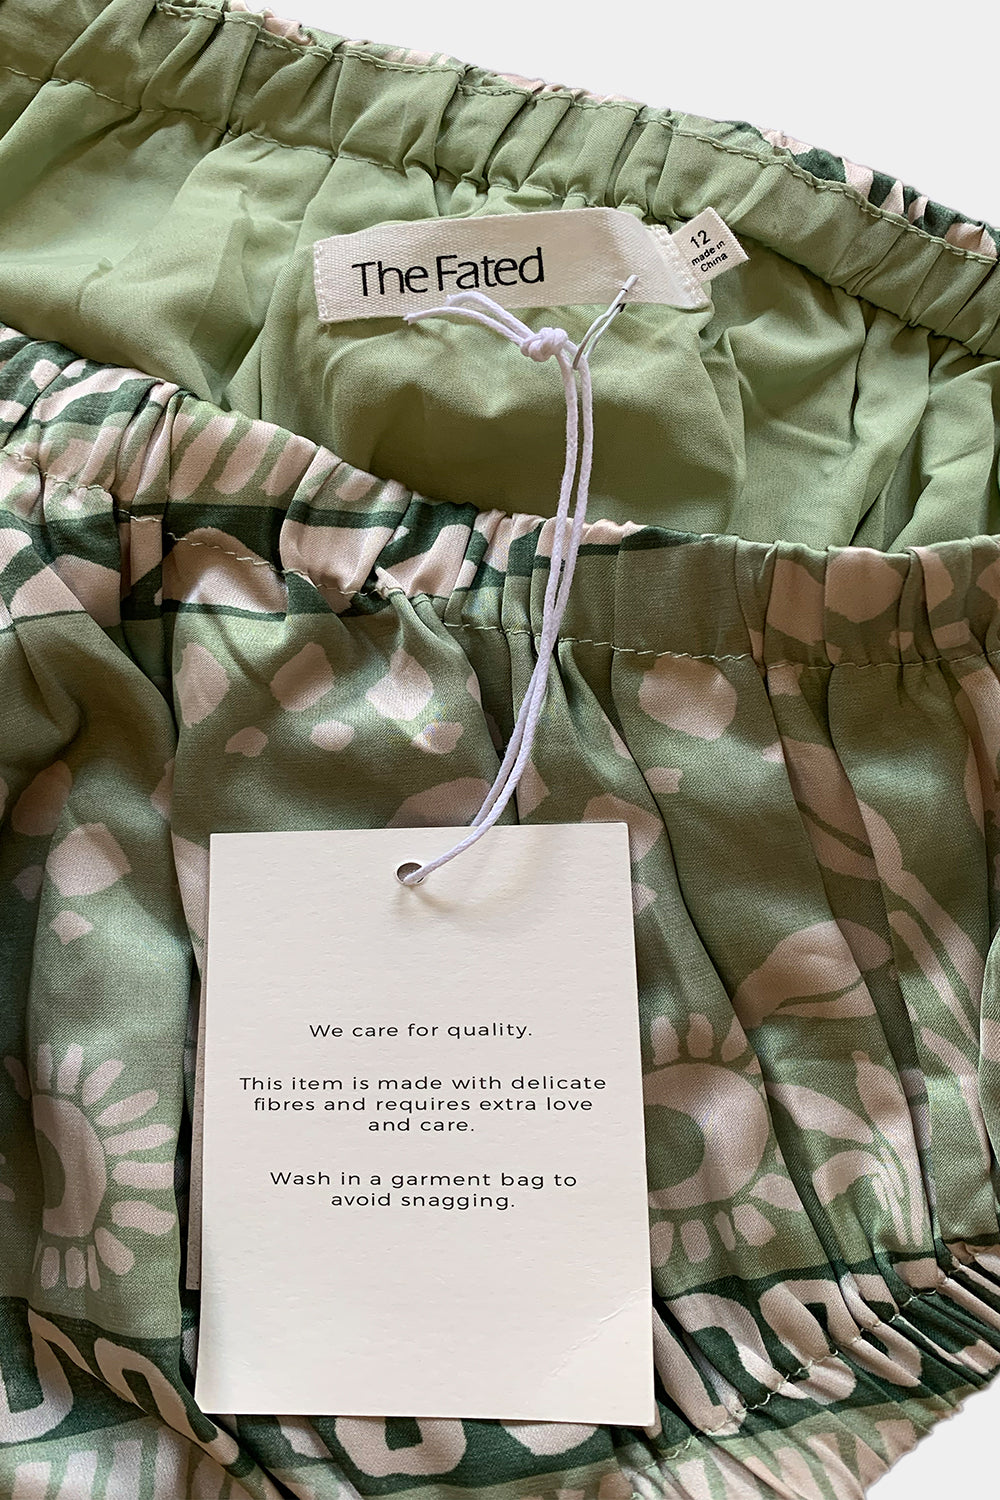 The Fated
12
made in
China
We care for quality.
This item is made with delicate
fibres and requires extra love
and care.
Wash in a garment bag to
avoid snagging.